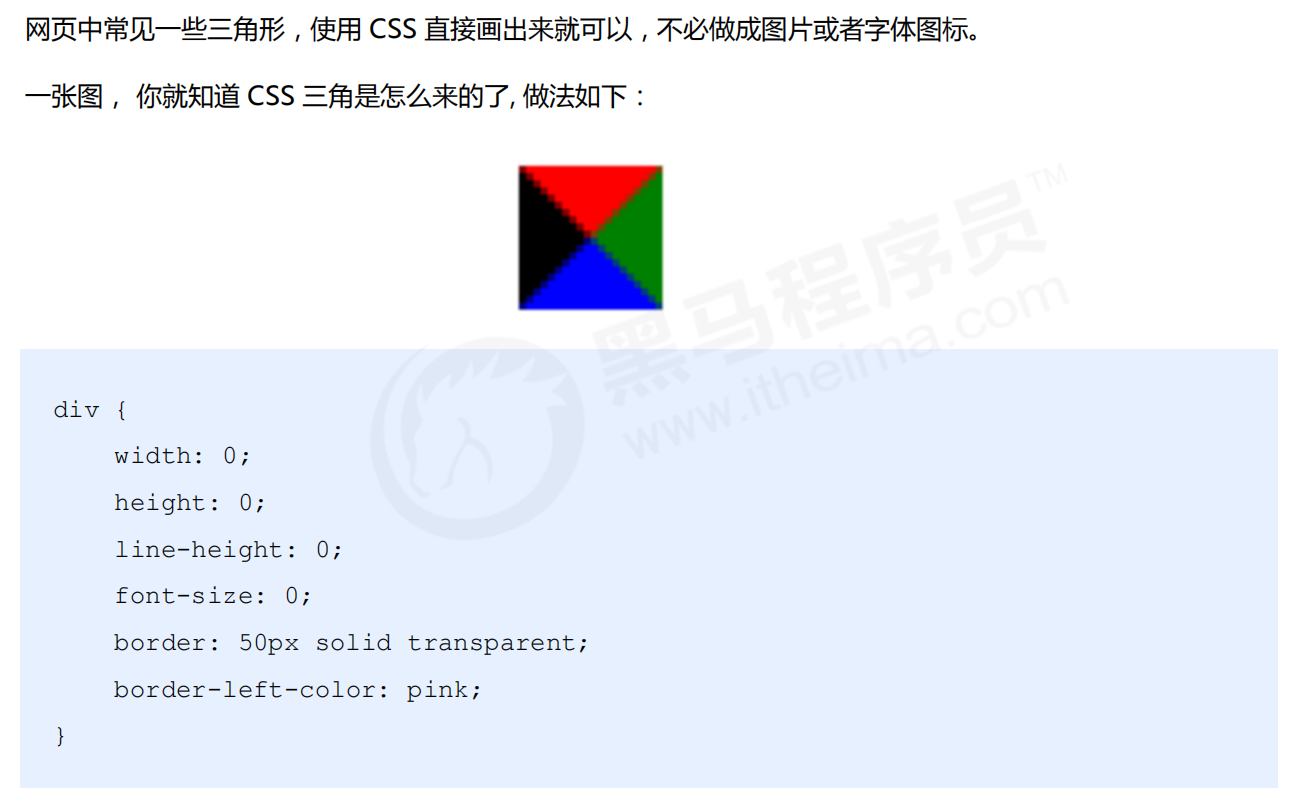 网页中常见一些三角形，使用 CSS 直接画出来就可以，不必做成图片或者字体图标。
一张图， 你就知道 CSS 三角是怎么来的了, 做法如下：
黑马程序员™
www.itheima.com
div {
    width: 0;
    height: 0;
    line-height: 0;
    font-size: 0;
    border: 50px solid transparent;
    border-left-color: pink;
}